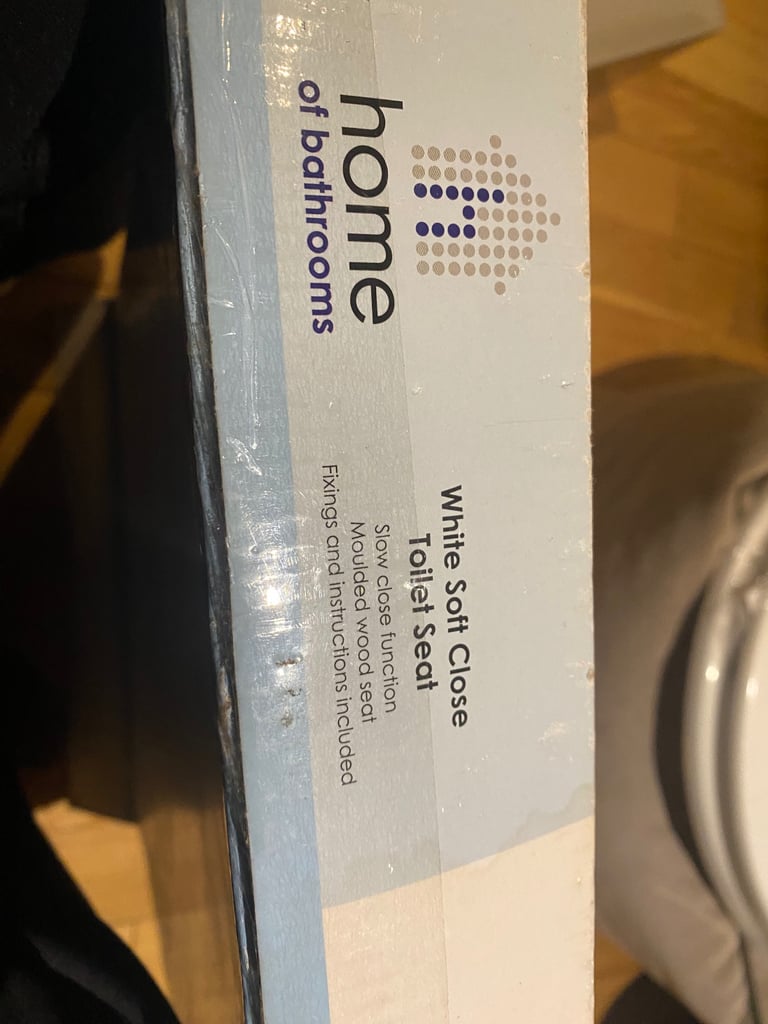 home
of bathrooms
White Soft Close
Toilet Seat
Slow close function
Moulded wood seat
Fixings and instructions included